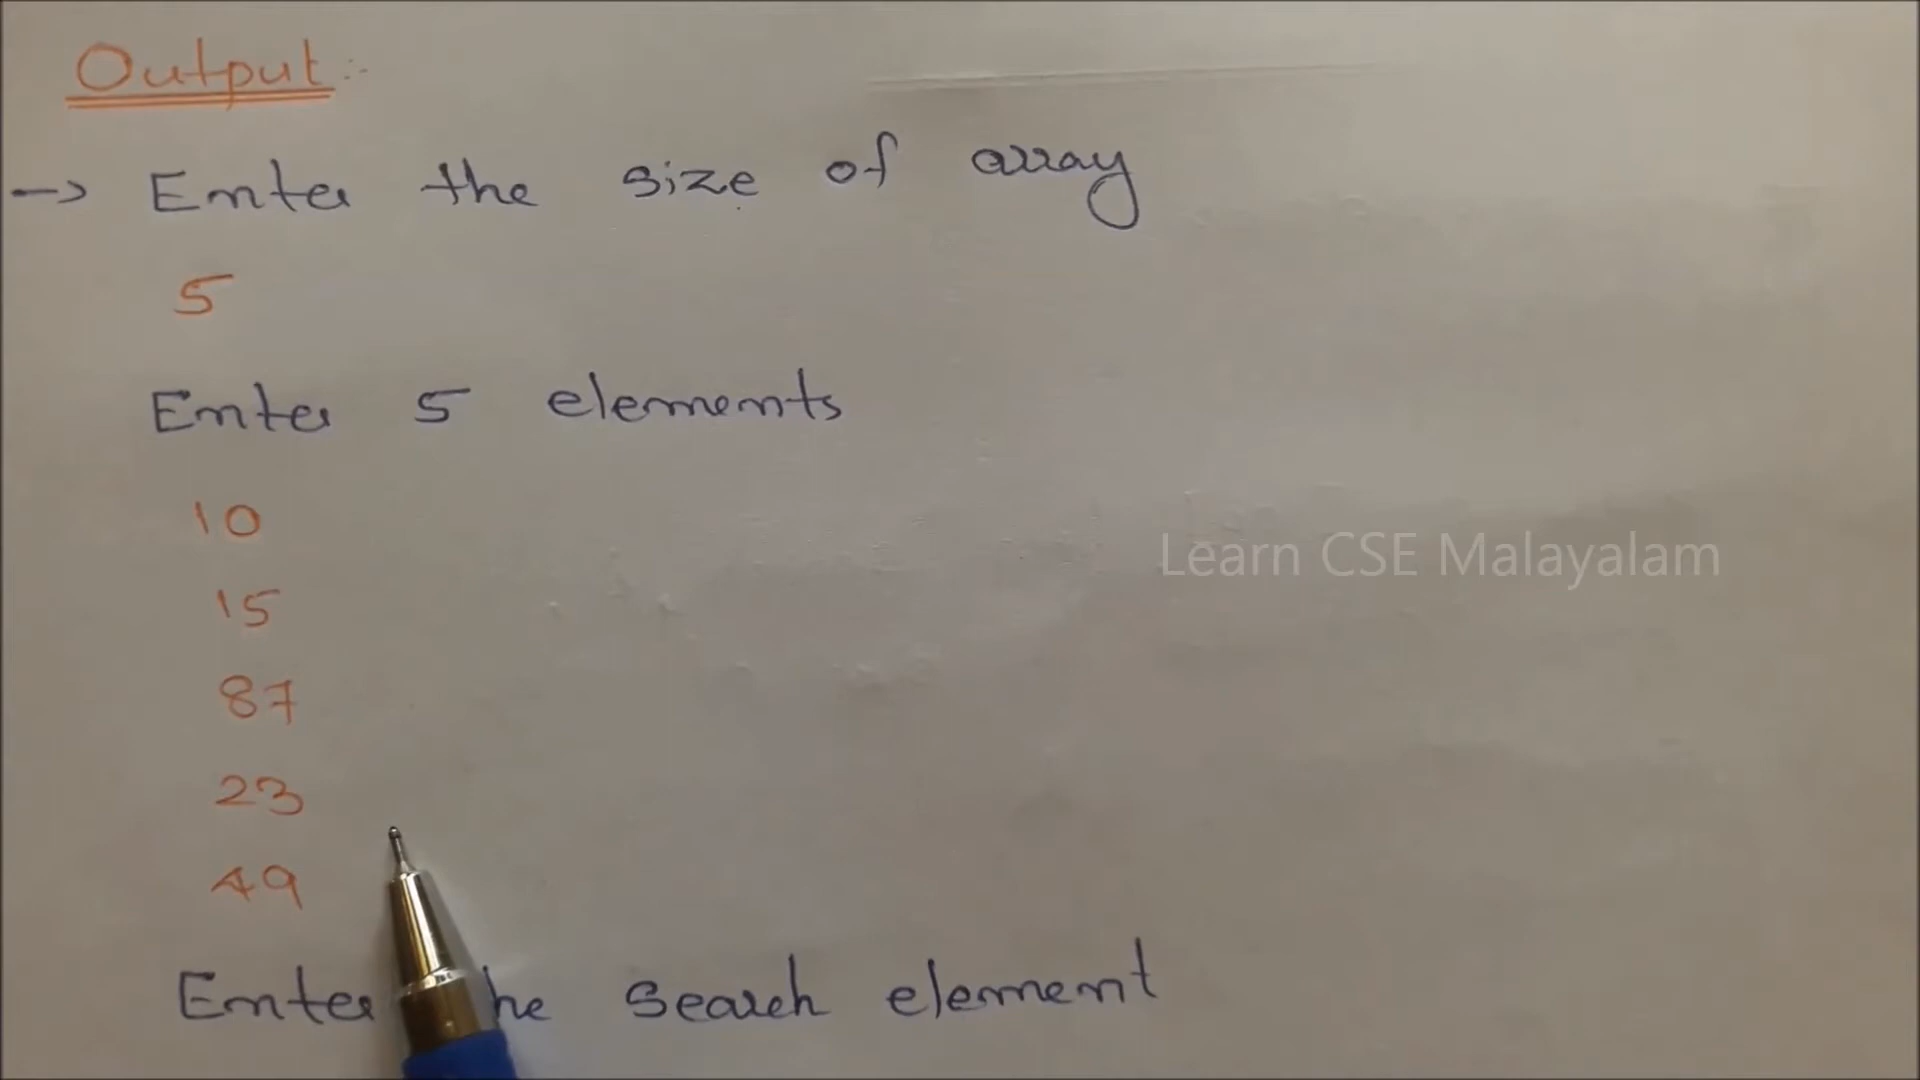 Output:-
→ Enter the size of array
5
Enter 5 elements
10
15
87
23
49
Learn CSE Malayalam
Enter he search element